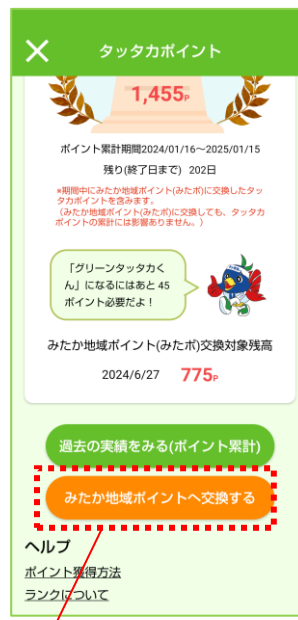 タッタカポイント
1,455P
ポイント累計期間2024/01/16～2025/01/15
残り(終了日まで) 202日
*期間中にみたか地域ポイント(みたポ)に交換したタッ
タカポイントを含みます。
（みたか地域ポイント(みたポ)に交換しても、タッタカ
ポイントの累計には影響ありません。）
「グリーンタッタカく
ん」になるにはあと 45
ポイント必要だよ！
みたか地域ポイント(みたポ)交換対象残高
2024/6/27 775P
過去の実績をみる(ポイント累計)
みたか地域ポイントへ交換する
ヘルプ
ポイント獲得方法
ランクについて